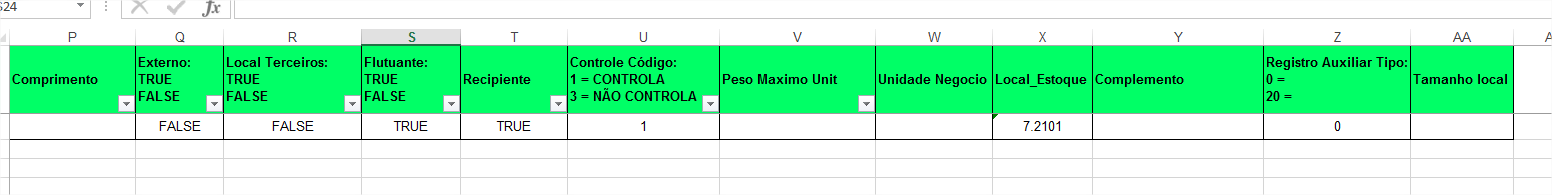 S24
fx
P Q R S T U V W X Y Z AA
Comprimento
Externo:
TRUE
FALSE
Local Terceiros:
TRUE
FALSE
Flutuante:
TRUE
FALSE
Recipiente
Controle Código:
1 = CONTROLA
3 = NÃO CONTROLA
Peso Maximo Unit
Unidade Negocio
Local_Estoque
Complemento
Registro Auxiliar Tipo:
0 =
20 =
Tamanho local
FALSE FALSE TRUE TRUE 1 7.2101 0